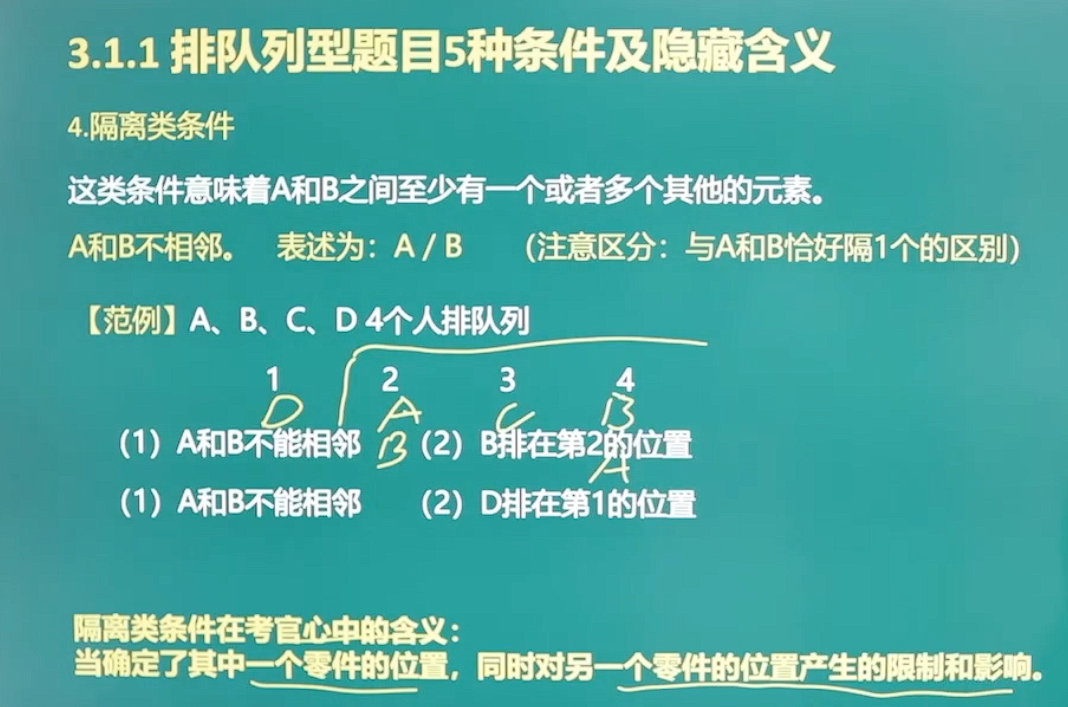 3.1.1 排队列型题目5种条件及隐藏含义
4.隔离类条件
这类条件意味着A和B之间至少有一个或者多个其他的元素。
A和B不相邻。 表述为：A / B （注意区分：与A和B恰好隔1个的区别）
【范例】A、B、C、D 4个人排队列
1 2 3 4
D A C B
（1）A和B不能相邻 （2）B排在第2的位置
B A
（1）A和B不能相邻 （2）D排在第1的位置
隔离类条件在考官心中的含义：
当确定了其中一个零件的位置，同时对另一个零件的位置产生的限制和影响。